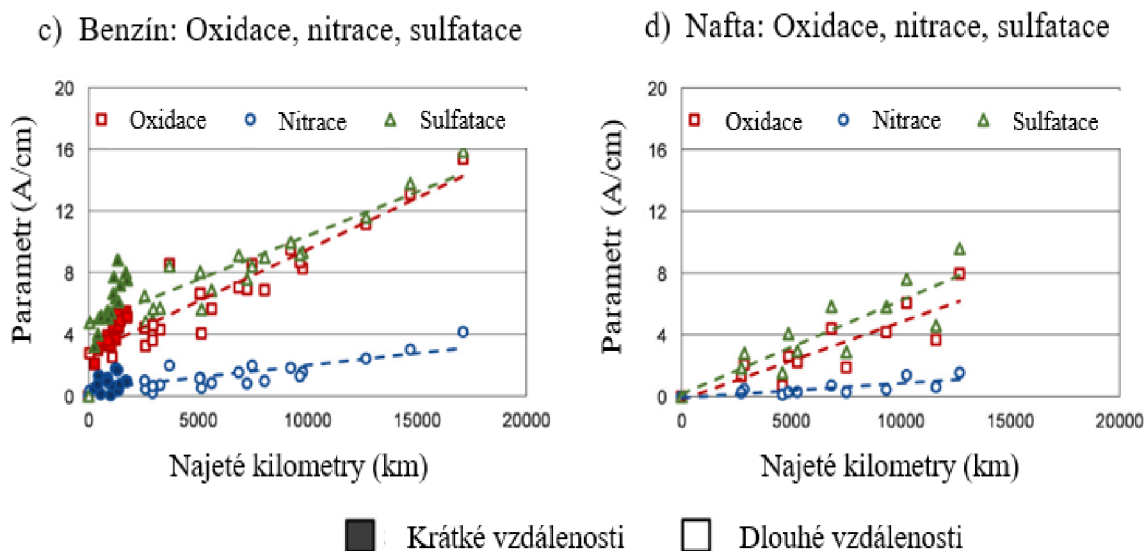 c) Benzín: Oxidace, nitrace, sulfatace
20
16
12
8
4
0
Oxidace Nitrace Sulfatace
Parametr (A/cm)
0 5000 10000 15000 20000
Najeté kilometry (km)
d) Nafta: Oxidace, nitrace, sulfatace
20
16
12
8
4
0
Oxidace Nitrace Sulfatace
Parametr (A/cm)
0 5000 10000 15000 20000
Najeté kilometry (km)
Krátké vzdálenosti Dlouhé vzdálenosti